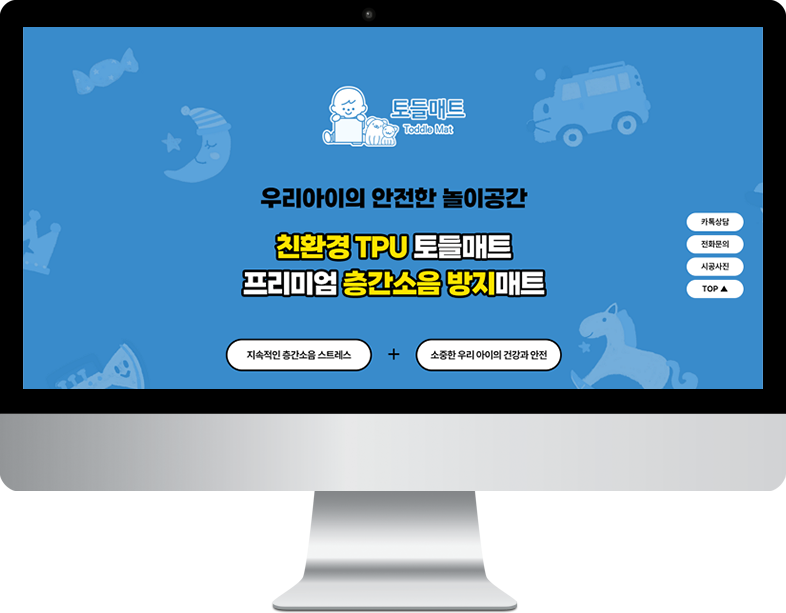 토들매트
Toddle Mat
우리아이의 안전한 놀이공간
친환경 TPU 토들매트
프리미엄 층간소음 방지매트
지속적인 층간소음 스트레스
+
소중한 우리 아이의 건강과 안전
카톡상담
전화문의
시공사진
TOP ▲